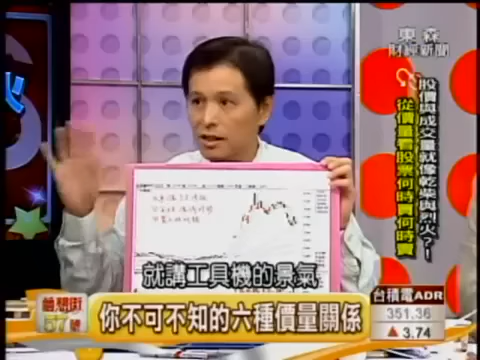 東森
財經新聞
股價與成交量就像乾柴與烈火?!
從價量看股票何時買何時賣
就講工具機的景氣
夢想街
57號
你不可不知的六種價量關係
台積電ADR
351.36
▲ 3.74